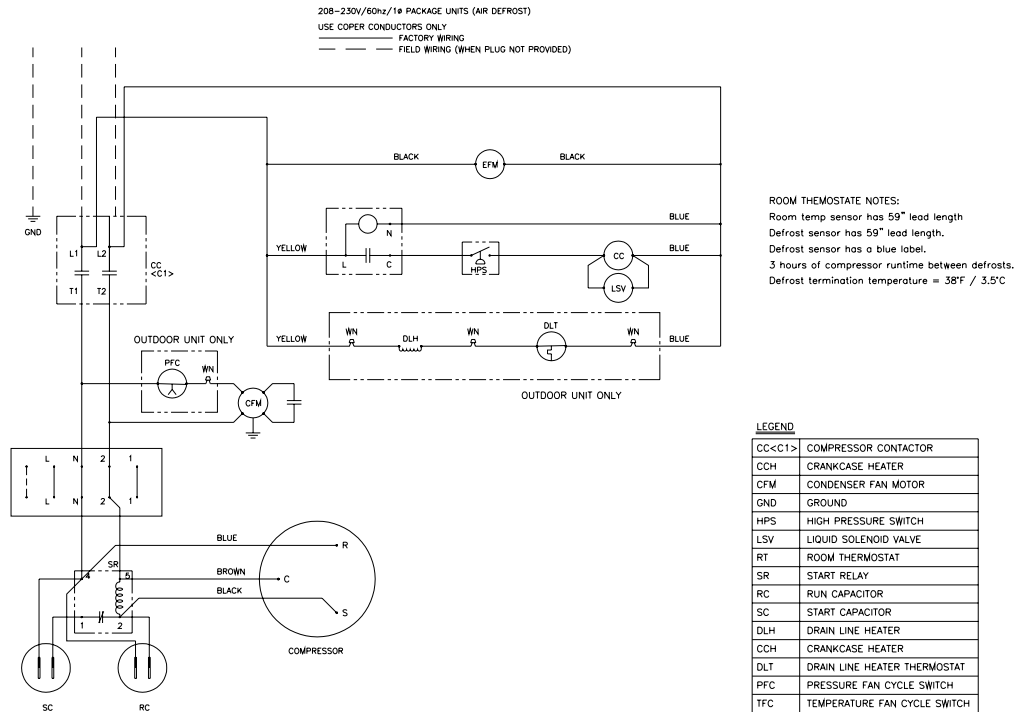 208-230V/60hz/1ø PACKAGE UNITS (AIR DEFROST)
USE COPER CONDUCTORS ONLY
FACTORY WIRING
FIELD WIRING (WHEN PLUG NOT PROVIDED)
BLACK
EFM
BLACK
GND
L1
L2
CC
<C1>
T1
T2
N
BLUE
YELLOW
L
C
HPS
CC
BLUE
LSV
YELLOW
WN
DLH
WN
DLT
WN
BLUE
OUTDOOR UNIT ONLY
OUTDOOR UNIT ONLY
PFC
WN
CFM
L
N
2
1
L
N
2
1
BLUE
R
SR
4
5
BROWN
C
BLACK
S
1
2
COMPRESSOR
SC
RC
ROOM THEMOSTATE NOTES:
Room temp sensor has 59" lead length
Defrost sensor has 59" lead length.
Defrost sensor has a blue label.
3 hours of compressor runtime between defrosts.
Defrost termination temperature = 38°F / 3.5°C
LEGEND
CC<C1> COMPRESSOR CONTACTOR
CCH CRANKCASE HEATER
CFM CONDENSER FAN MOTOR
GND GROUND
HPS HIGH PRESSURE SWITCH
LSV LIQUID SOLENOID VALVE
RT ROOM THERMOSTAT
SR START RELAY
RC RUN CAPACITOR
SC START CAPACITOR
DLH DRAIN LINE HEATER
CCH CRANKCASE HEATER
DLT DRAIN LINE HEATER THERMOSTAT
PFC PRESSURE FAN CYCLE SWITCH
TFC TEMPERATURE FAN CYCLE SWITCH